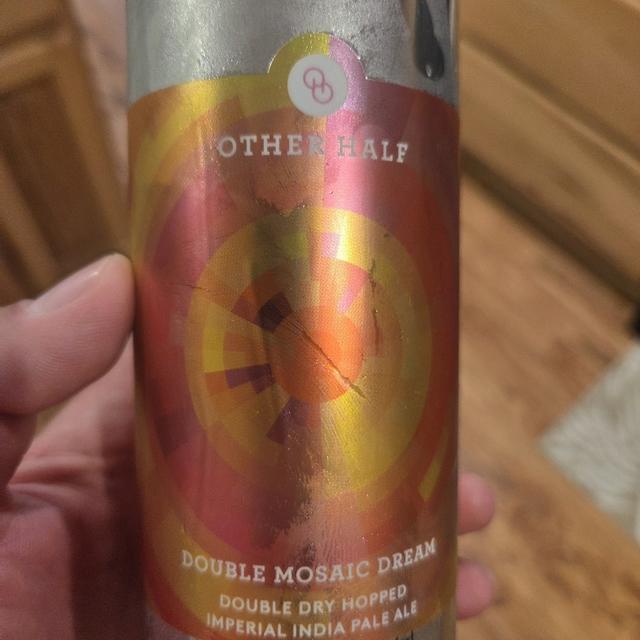 OTHER HALF
DOUBLE MOSAIC DREAM
DOUBLE DRY HOPPED
IMPERIAL INDIA PALE ALE